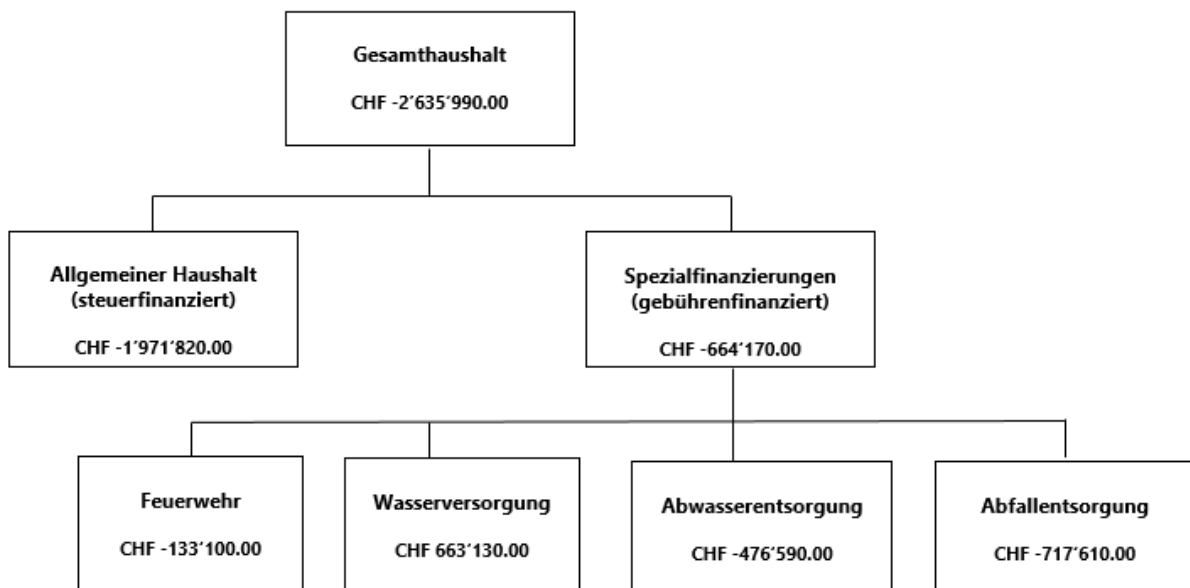 Gesamthaushalt
CHF -2‘635‘990.00
Allgemeiner Haushalt
(steuerfinanziert)
CHF -1‘971‘820.00
Spezialfinanzierungen
(gebührenfinanziert)
CHF -664‘170.00
Feuerwehr
CHF -133‘100.00
Wasserversorgung
CHF 663‘130.00
Abwasserentsorgung
CHF -476‘590.00
Abfallentsorgung
CHF -717‘610.00